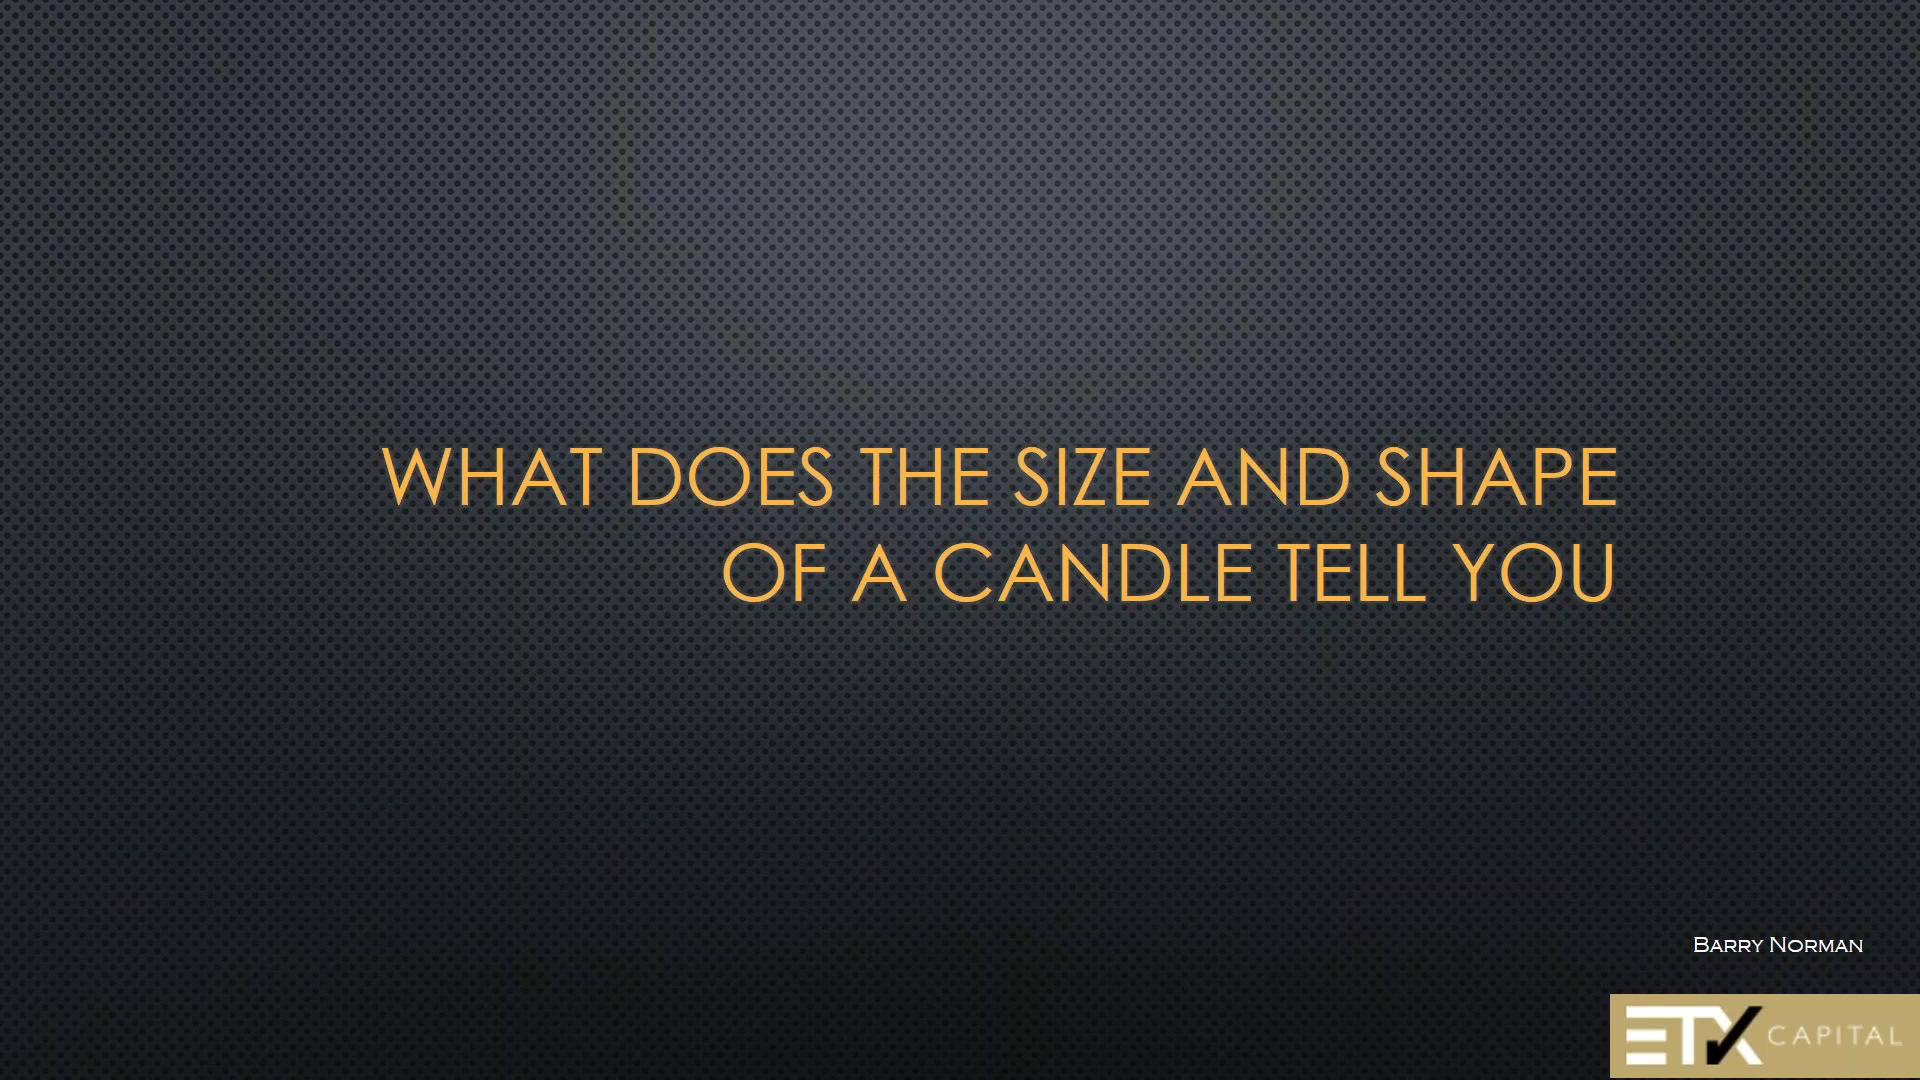 WHAT DOES THE SIZE AND SHAPE
OF A CANDLE TELL YOU
BARRY NORMAN
ETX CAPITAL